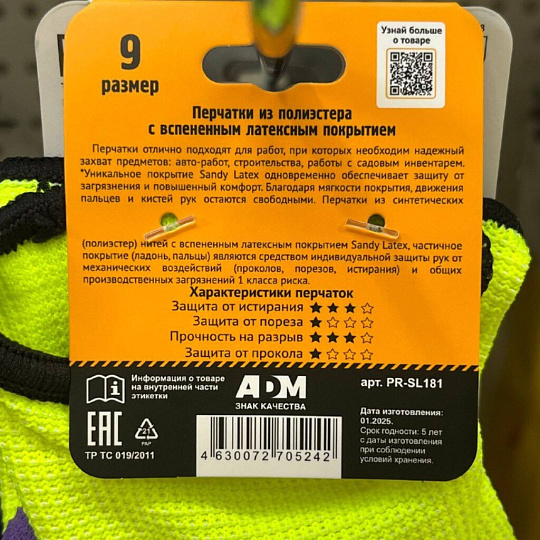 Узнай больше
о товаре
9
размер
Перчатки из полиэстера
с вспененным латексным покрытием
Перчатки отлично подходят для работ, при которых необходим надежный
захват предметов: авто-работ, строительства, работы с садовым инвентарем.
*Уникальное покрытие Sandy Latex одновременно обеспечивает защиту от
загрязнения и повышенный комфорт. Благодаря мягкости покрытия, движения
пальцев и кистей рук остаются свободными. Перчатки из синтетических
(полиэстер) нитей с вспененным латексным покрытием Sandy Latex, частичное
покрытие (ладонь, пальцы) являются средством индивидуальной защиты рук от
механических воздействий (проколов, порезов, истирания) и общих
производственных загрязнений 1 класса риска.
Характеристики перчаток
Защита от истирания ★★★☆
Защита от пореза ★☆☆☆
Прочность на разрыв ★★★☆
Защита от прокола ★☆☆☆
Информация о товаре
на внутренней части
этикетки
ADM
ЗНАК КАЧЕСТВА
арт. PR-SL181
EAC
21
PAP
ТР ТС 019/2011
4 630072 705242
Дата изготовления:
01.2025.
Срок годности: 5 лет
с даты изготовления
при соблюдении
условий хранения.